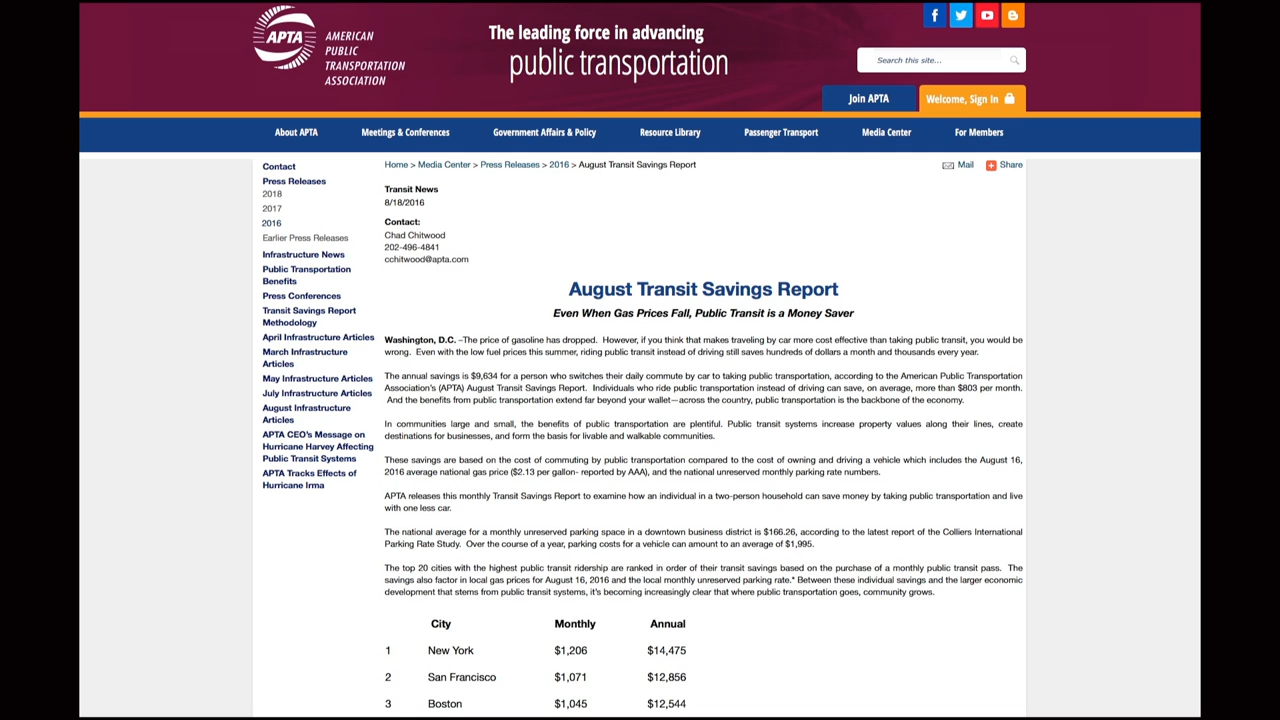 APTA
AMERICAN
PUBLIC
TRANSPORTATION
ASSOCIATION
The leading force in advancing
public transportation
Search this site...
Join APTA
Welcome, Sign In
About APTA
Meetings & Conferences
Government Affairs & Policy
Resource Library
Passenger Transport
Media Center
For Members
Contact
Press Releases
2018
2017
2016
Earlier Press Releases
Infrastructure News
Public Transportation
Benefits
Press Conferences
Transit Savings Report
Methodology
April Infrastructure Articles
March Infrastructure
Articles
May Infrastructure Articles
July Infrastructure Articles
August Infrastructure
Articles
APTA CEO's Message on
Hurricane Harvey Affecting
Public Transit Systems
APTA Tracks Effects of
Hurricane Irma
Home > Media Center > Press Releases > 2016 > August Transit Savings Report
Mail
Share
Transit News
8/18/2016
Contact:
Chad Chitwood
202-496-4841
cchitwood@apta.com
August Transit Savings Report
Even When Gas Prices Fall, Public Transit is a Money Saver
Washington, D.C. –The price of gasoline has dropped. However, if you think that makes traveling by car more cost effective than taking public transit, you would be
wrong. Even with the low fuel prices this summer, riding public transit instead of driving still saves hundreds of dollars a month and thousands every year.
The annual savings is $9,634 for a person who switches their daily commute by car to taking public transportation, according to the American Public Transportation
Association's (APTA) August Transit Savings Report. Individuals who ride public transportation instead of driving can save, on average, more than $803 per month.
And the benefits from public transportation extend far beyond your wallet—across the country, public transportation is the backbone of the economy.
In communities large and small, the benefits of public transportation are plentiful. Public transit systems increase property values along their lines, create
destinations for businesses, and form the basis for livable and walkable communities.
These savings are based on the cost of commuting by public transportation compared to the cost of owning and driving a vehicle which includes the August 16,
2016 average national gas price ($2.13 per gallon- reported by AAA), and the national unreserved monthly parking rate numbers.
APTA releases this monthly Transit Savings Report to examine how an individual in a two-person household can save money by taking public transportation and live
with one less car.
The national average for a monthly unreserved parking space in a downtown business district is $166.26, according to the latest report of the Colliers International
Parking Rate Study. Over the course of a year, parking costs for a vehicle can amount to an average of $1,995.
The top 20 cities with the highest public transit ridership are ranked in order of their transit savings based on the purchase of a monthly public transit pass. The
savings also factor in local gas prices for August 16, 2016 and the local monthly unreserved parking rate.* Between these individual savings and the larger economic
development that stems from public transit systems, it's becoming increasingly clear that where public transportation goes, community grows.
City Monthly Annual
1 New York $1,206 $14,475
2 San Francisco $1,071 $12,856
3 Boston $1,045 $12,544